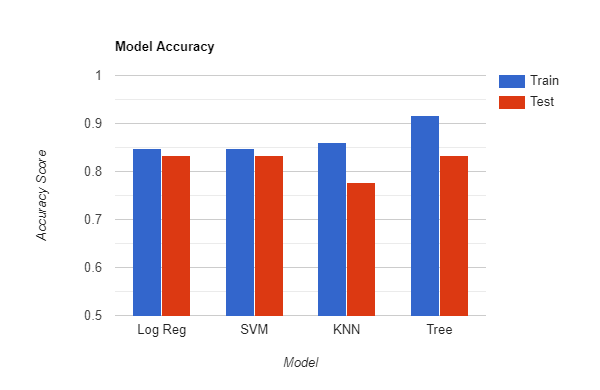 Model Accuracy
1
0.9
0.8
0.7
0.6
0.5
Accuracy Score
Log Reg
SVM
KNN
Tree
Model
Train
Test